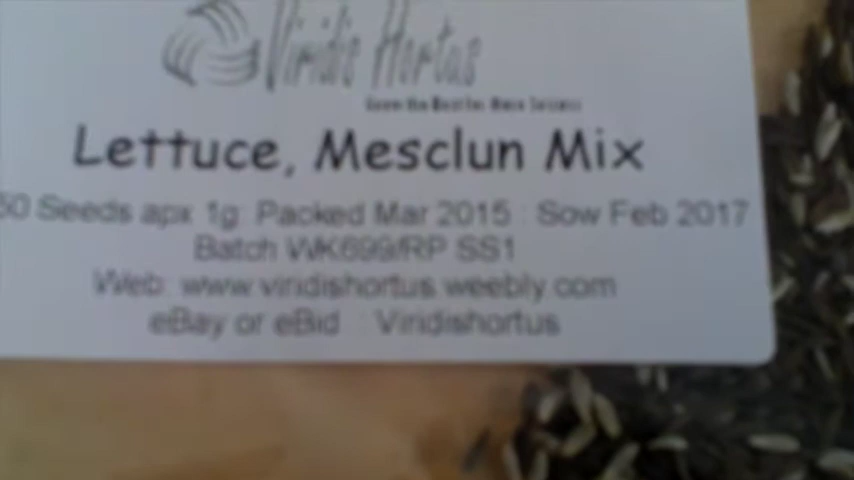 Viridis Hortus
Lettuce, Mesclun Mix
50 Seeds apx 1g: Packed Mar 2015 : Sow Feb 2017
Batch WK699/RP SS1
Web: www.viridishortus.weebly.com
eBay or eBid : Viridishortus